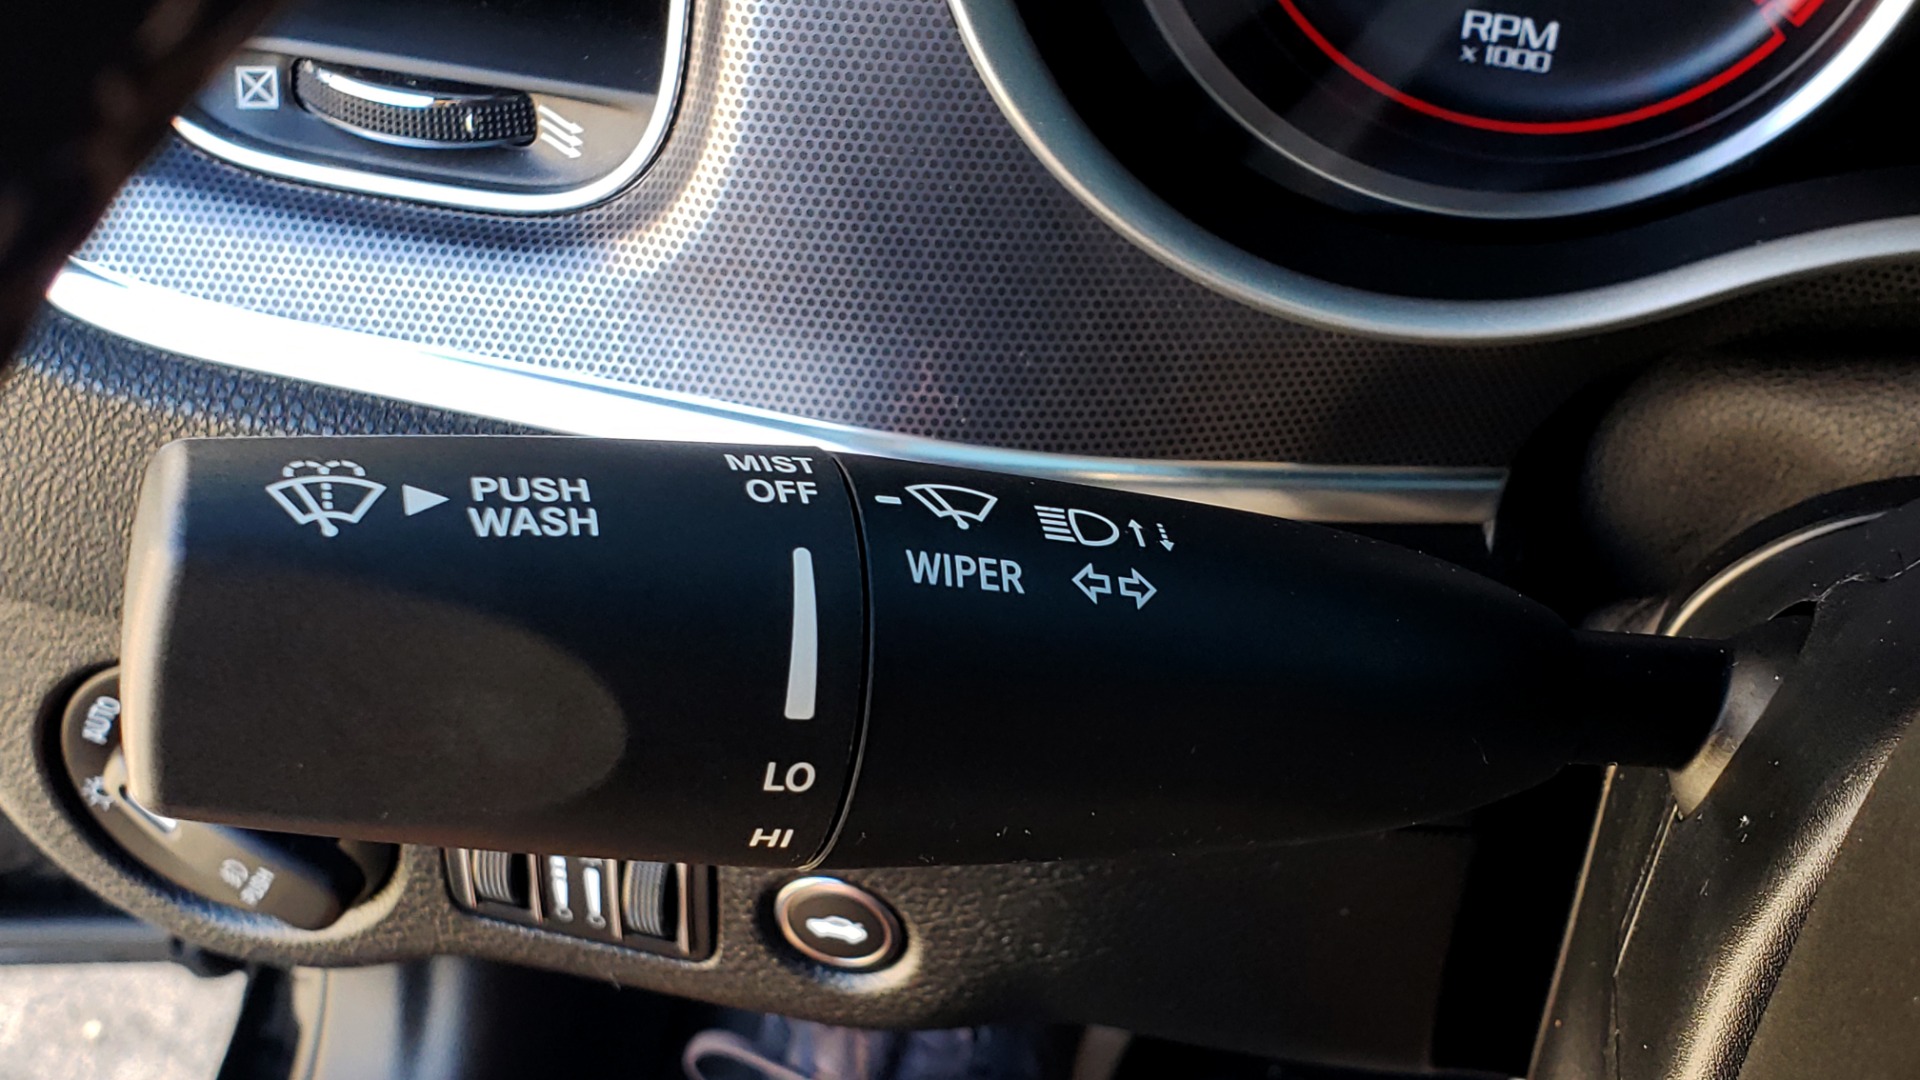 RPM
x 1000
PUSH
WASH
MIST
OFF
WIPER
LO
HI
AUTO